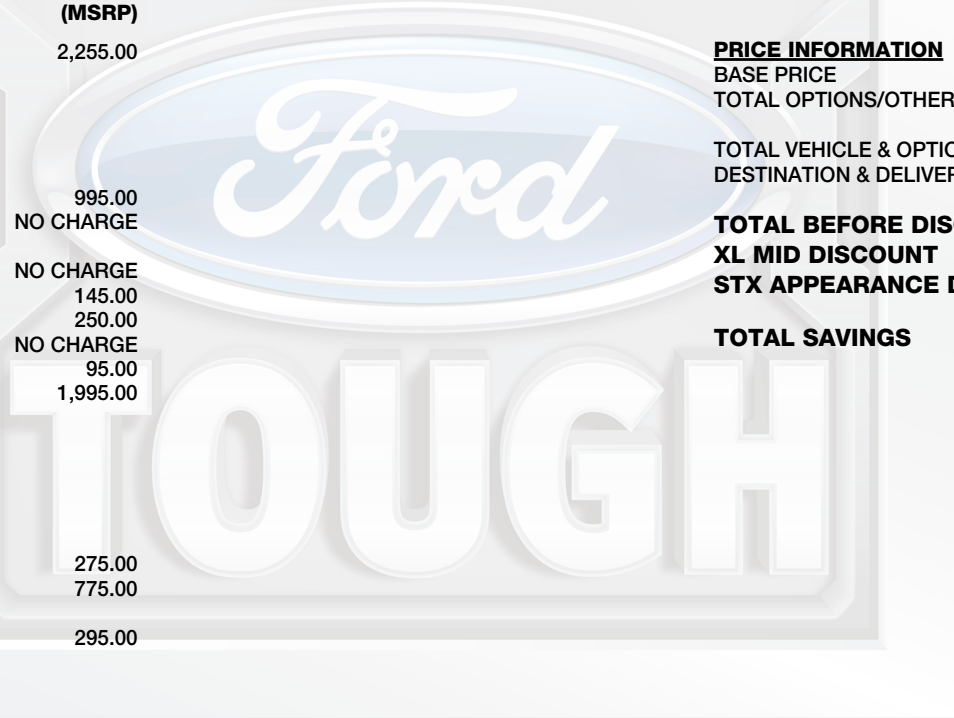 (MSRP)
2,255.00
995.00
NO CHARGE
NO CHARGE
145.00
250.00
NO CHARGE
95.00
1,995.00
275.00
775.00
295.00
PRICE INFORMATION
BASE PRICE
TOTAL OPTIONS/OTHER
TOTAL VEHICLE & OPTIO
DESTINATION & DELIVER
TOTAL BEFORE DIS
XL MID DISCOUNT
STX APPEARANCE D
TOTAL SAVINGS
Ford
TOUGH